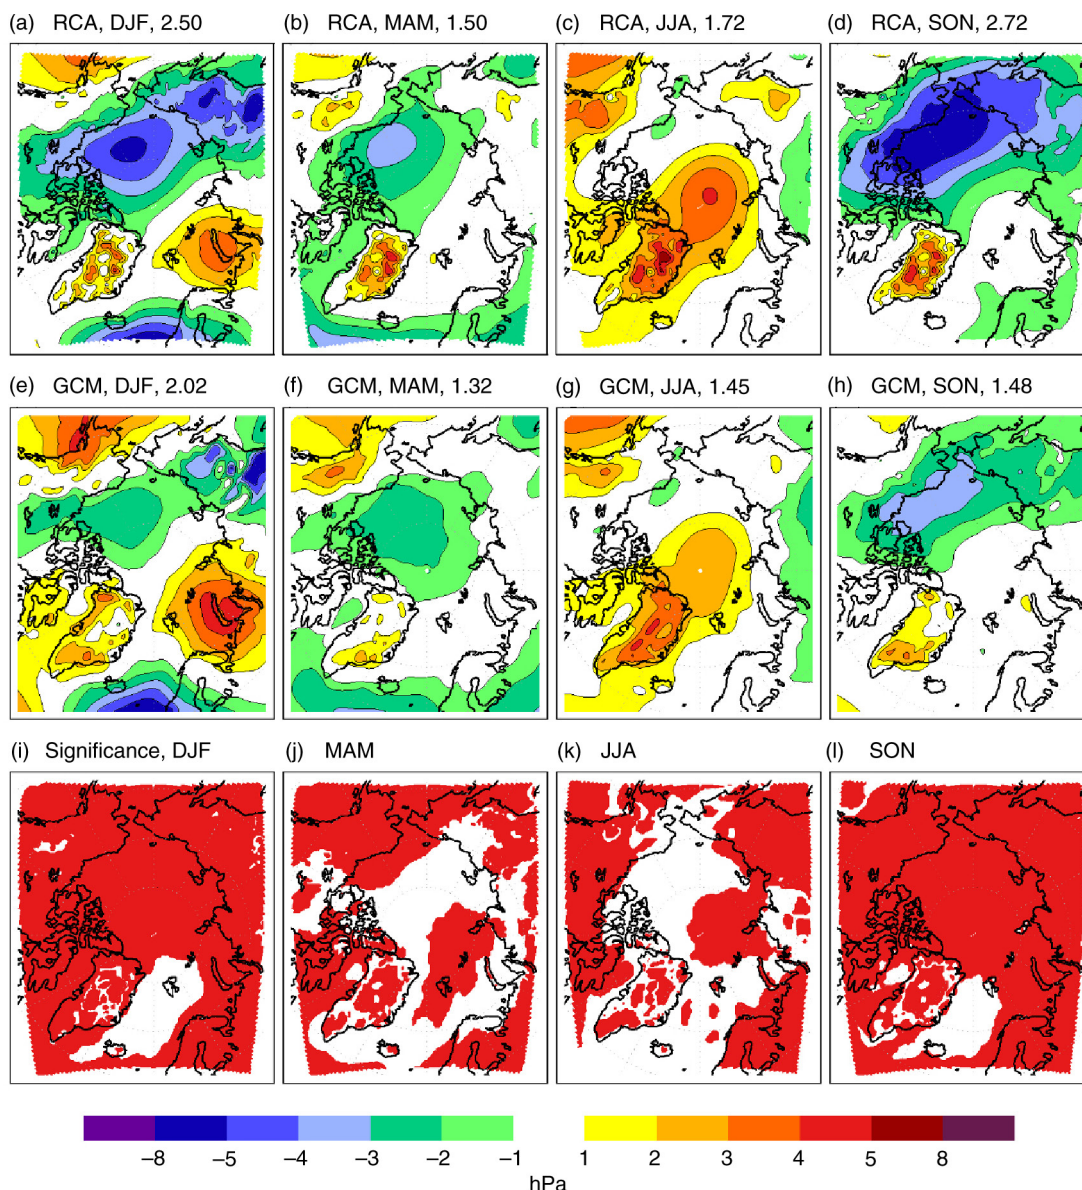 (a) RCA, DJF, 2.50
(b) RCA, MAM, 1.50
(c) RCA, JJA, 1.72
(d) RCA, SON, 2.72
(e) GCM, DJF, 2.02
(f) GCM, MAM, 1.32
(g) GCM, JJA, 1.45
(h) GCM, SON, 1.48
(i) Significance, DJF
(j) MAM
(k) JJA
(l) SON
−8 −5 −4 −3 −2 −1 1 2 3 4 5 8
hPa